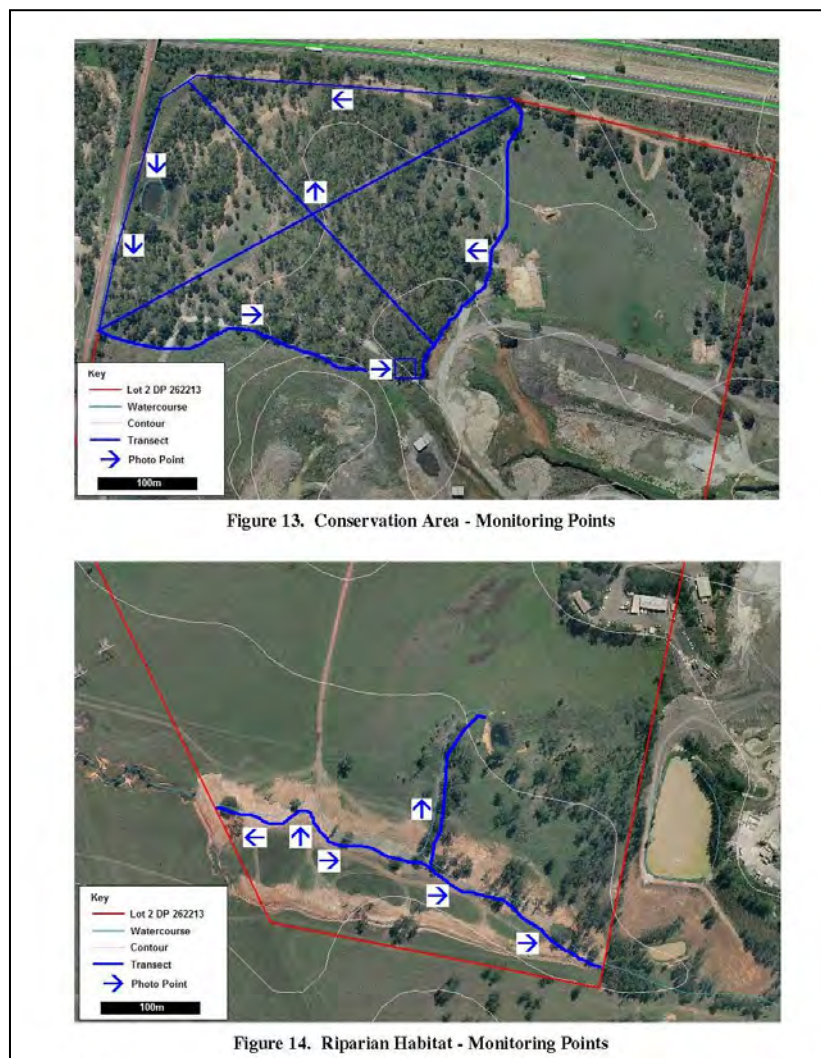 Key
Lot 2 DP 262213
Watercourse
Contour
Transect
Photo Point
100m
Figure 13. Conservation Area - Monitoring Points
Key
Lot 2 DP 262213
Watercourse
Contour
Transect
Photo Point
100m
Figure 14. Riparian Habitat - Monitoring Points